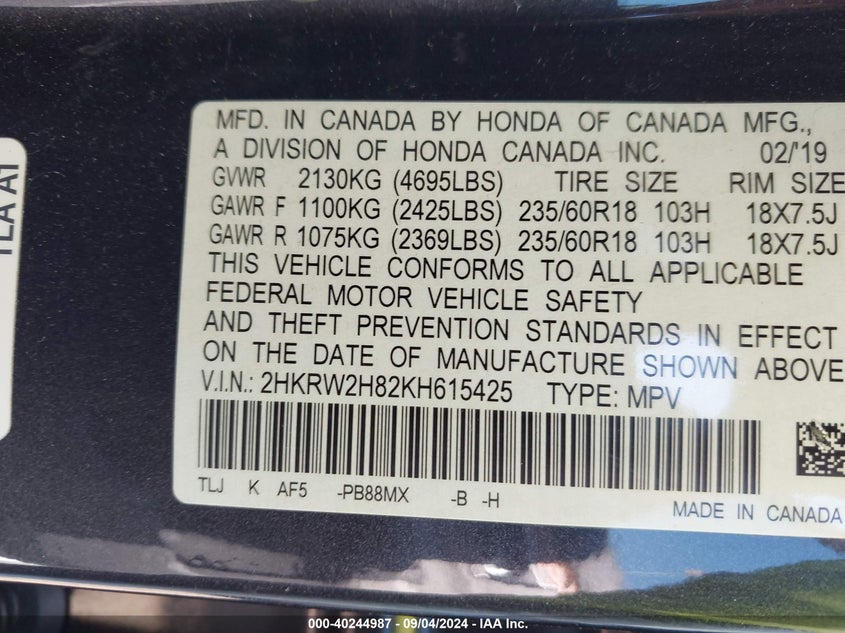 MFD. IN CANADA BY HONDA OF CANADA MFG.,
A DIVISION OF HONDA CANADA INC. 02/'19
GVWR 2130KG (4695LBS) TIRE SIZE RIM SIZE
GAWR F 1100KG (2425LBS) 235/60R18 103H 18X7.5J
GAWR R 1075KG (2369LBS) 235/60R18 103H 18X7.5J
THIS VEHICLE CONFORMS TO ALL APPLICABLE
FEDERAL MOTOR VEHICLE SAFETY
AND THEFT PREVENTION STANDARDS IN EFFECT
ON THE DATE OF MANUFACTURE SHOWN ABOVE
V.I.N.: 2HKRW2H82KH615425 TYPE: MPV
TLJ K AF5 -PB88MX -B -H
MADE IN CANADA
TLA A1
000-40244987 - 09/04/2024 - IAA Inc.